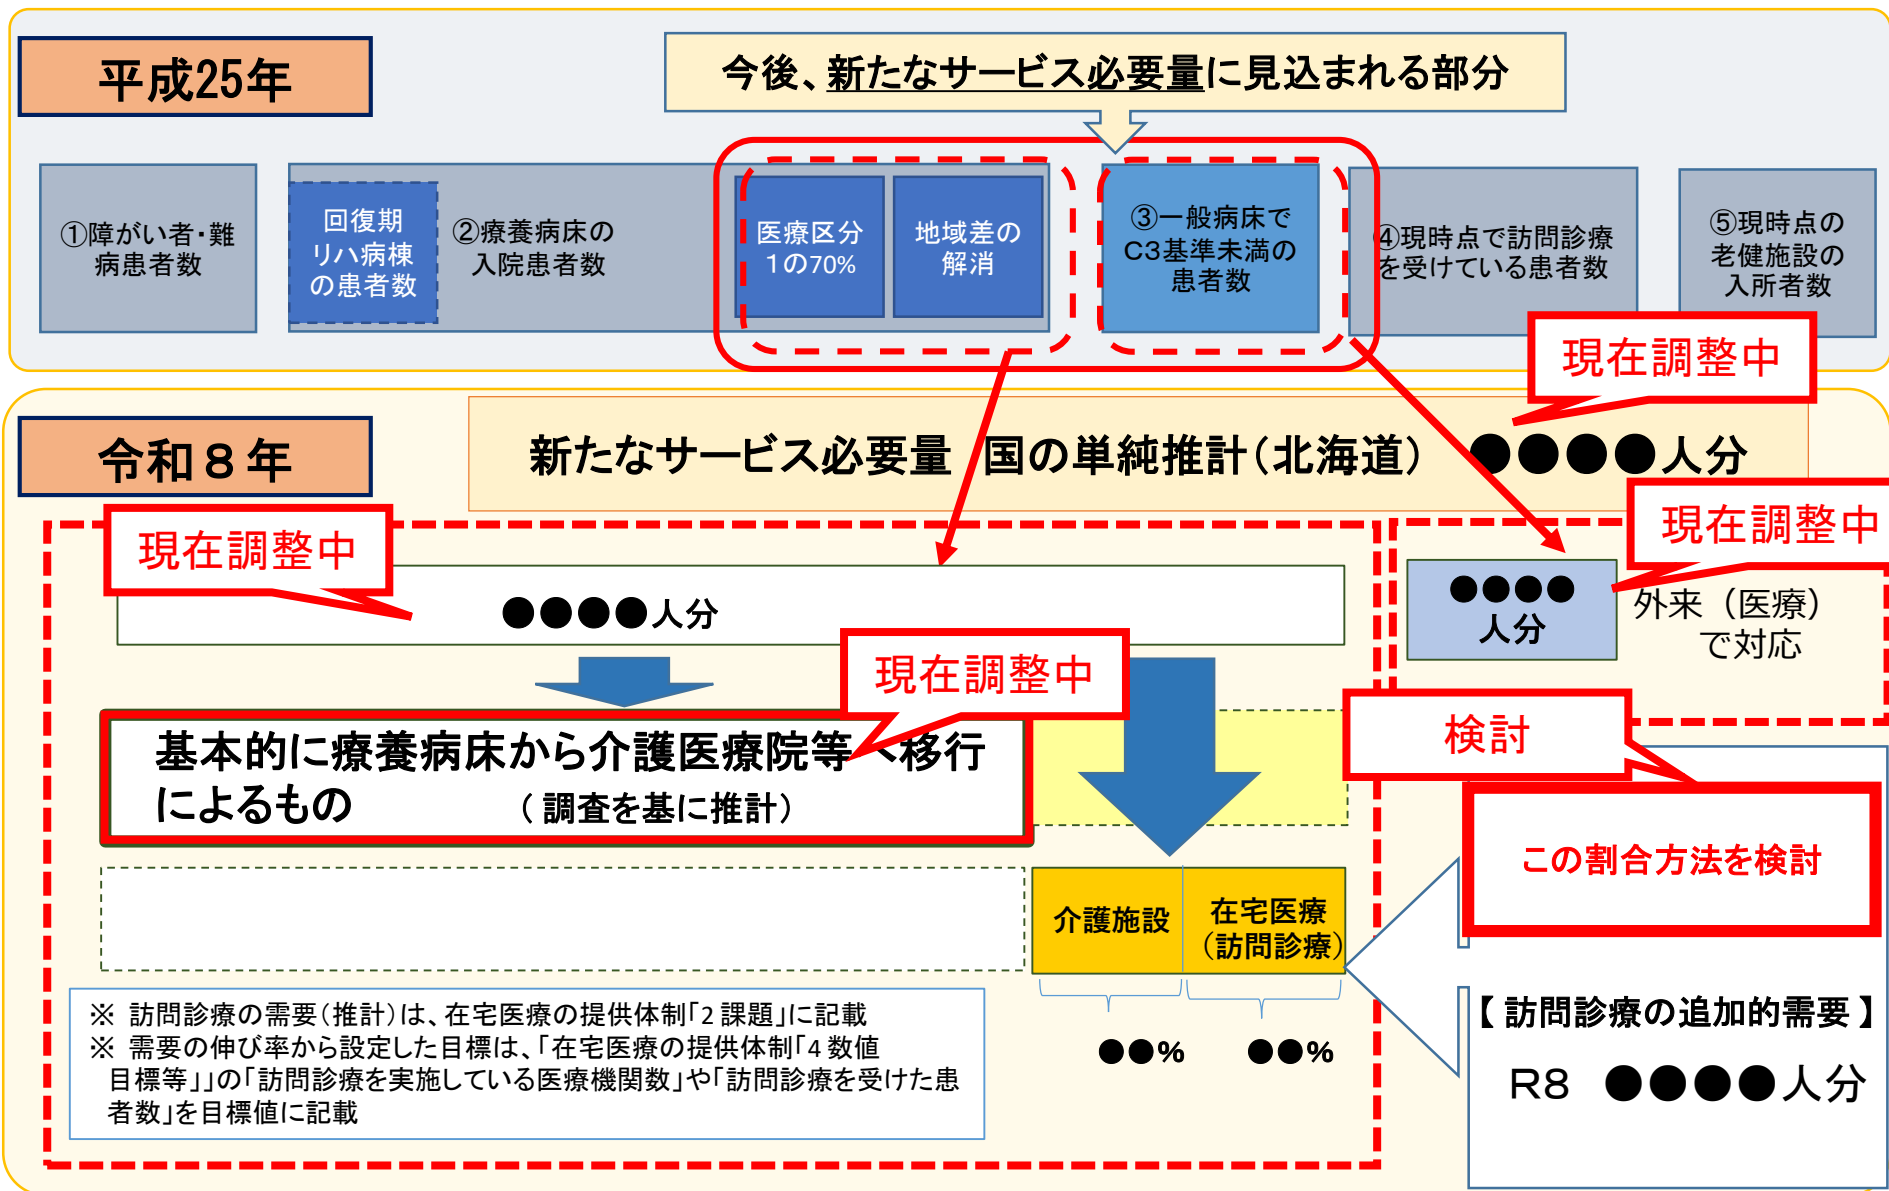 平成25年
今後、新たなサービス必要量に見込まれる部分
①障がい者・難
病患者数
回復期
リハ病棟
の患者数
②療養病床の
入院患者数
医療区分
1の70%
地域差の
解消
③一般病床で
C3基準未満の
患者数
④現時点で訪問診療
を受けている患者数
⑤現時点の
老健施設の
入所者数
現在調整中
令和8年
新たなサービス必要量 国の単純推計(北海道) ●●●●人分
現在調整中
●●●●人分
現在調整中
●●●●
人分
外来(医療)
で対応
現在調整中
基本的に療養病床から介護医療院等へ移行
によるもの (調査を基に推計)
検討
この割合方法を検討
介護施設
在宅医療
(訪問診療)
●●%
●●%
【訪問診療の追加的需要】
R8 ●●●●人分
※ 訪問診療の需要(推計)は、在宅医療の提供体制「2 課題」に記載
※ 需要の伸び率から設定した目標は、「在宅医療の提供体制「4 数値
目標等」」の「訪問診療を実施している医療機関数」や「訪問診療を受けた患
者数」を目標値に記載